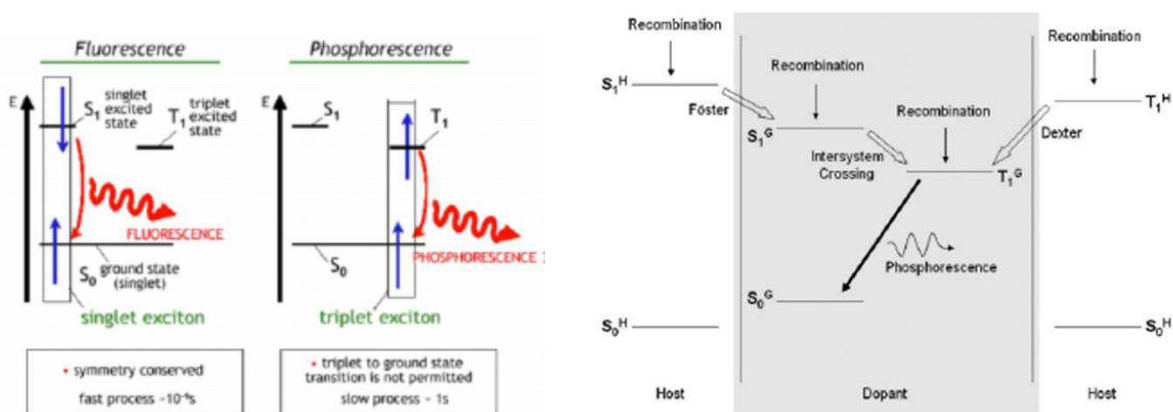 Fluorescence
Phosphorescence
E
S1
singlet
excited
state
T1
triplet
excited
state
FLUORESCENCE
S0
ground state
(singlet)
singlet exciton
• symmetry conserved
fast process ~10⁻⁹s
E
S1
T1
PHOSPHORESCENCE
S0
triplet exciton
• triplet to ground state
transition is not permitted
slow process ~ 1s
Recombination
S1H
Föster
Recombination
S1G
Intersystem
Crossing
Recombination
T1G
Recombination
T1H
Dexter
Phosphorescence
S0G
S0H
S0H
Host
Dopant
Host